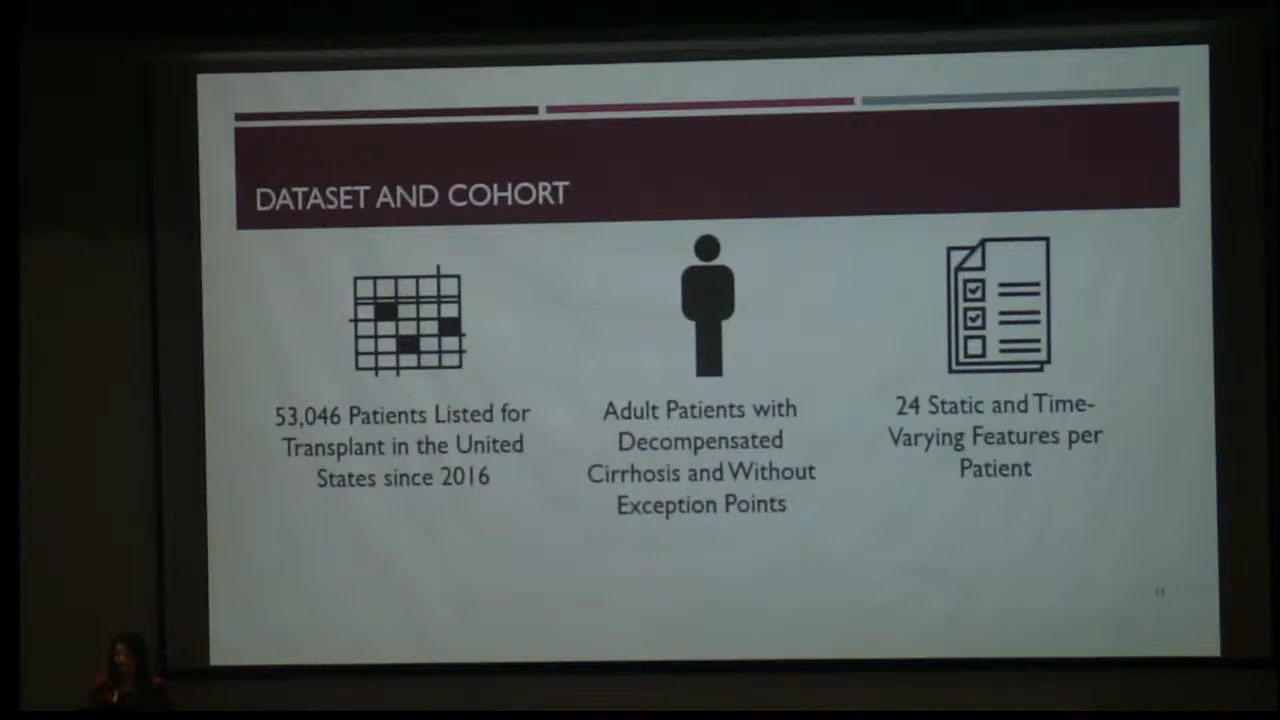 DATASET AND COHORT
53,046 Patients Listed for
Transplant in the United
States since 2016
Adult Patients with
Decompensated
Cirrhosis and Without
Exception Points
24 Static and Time-
Varying Features per
Patient
11